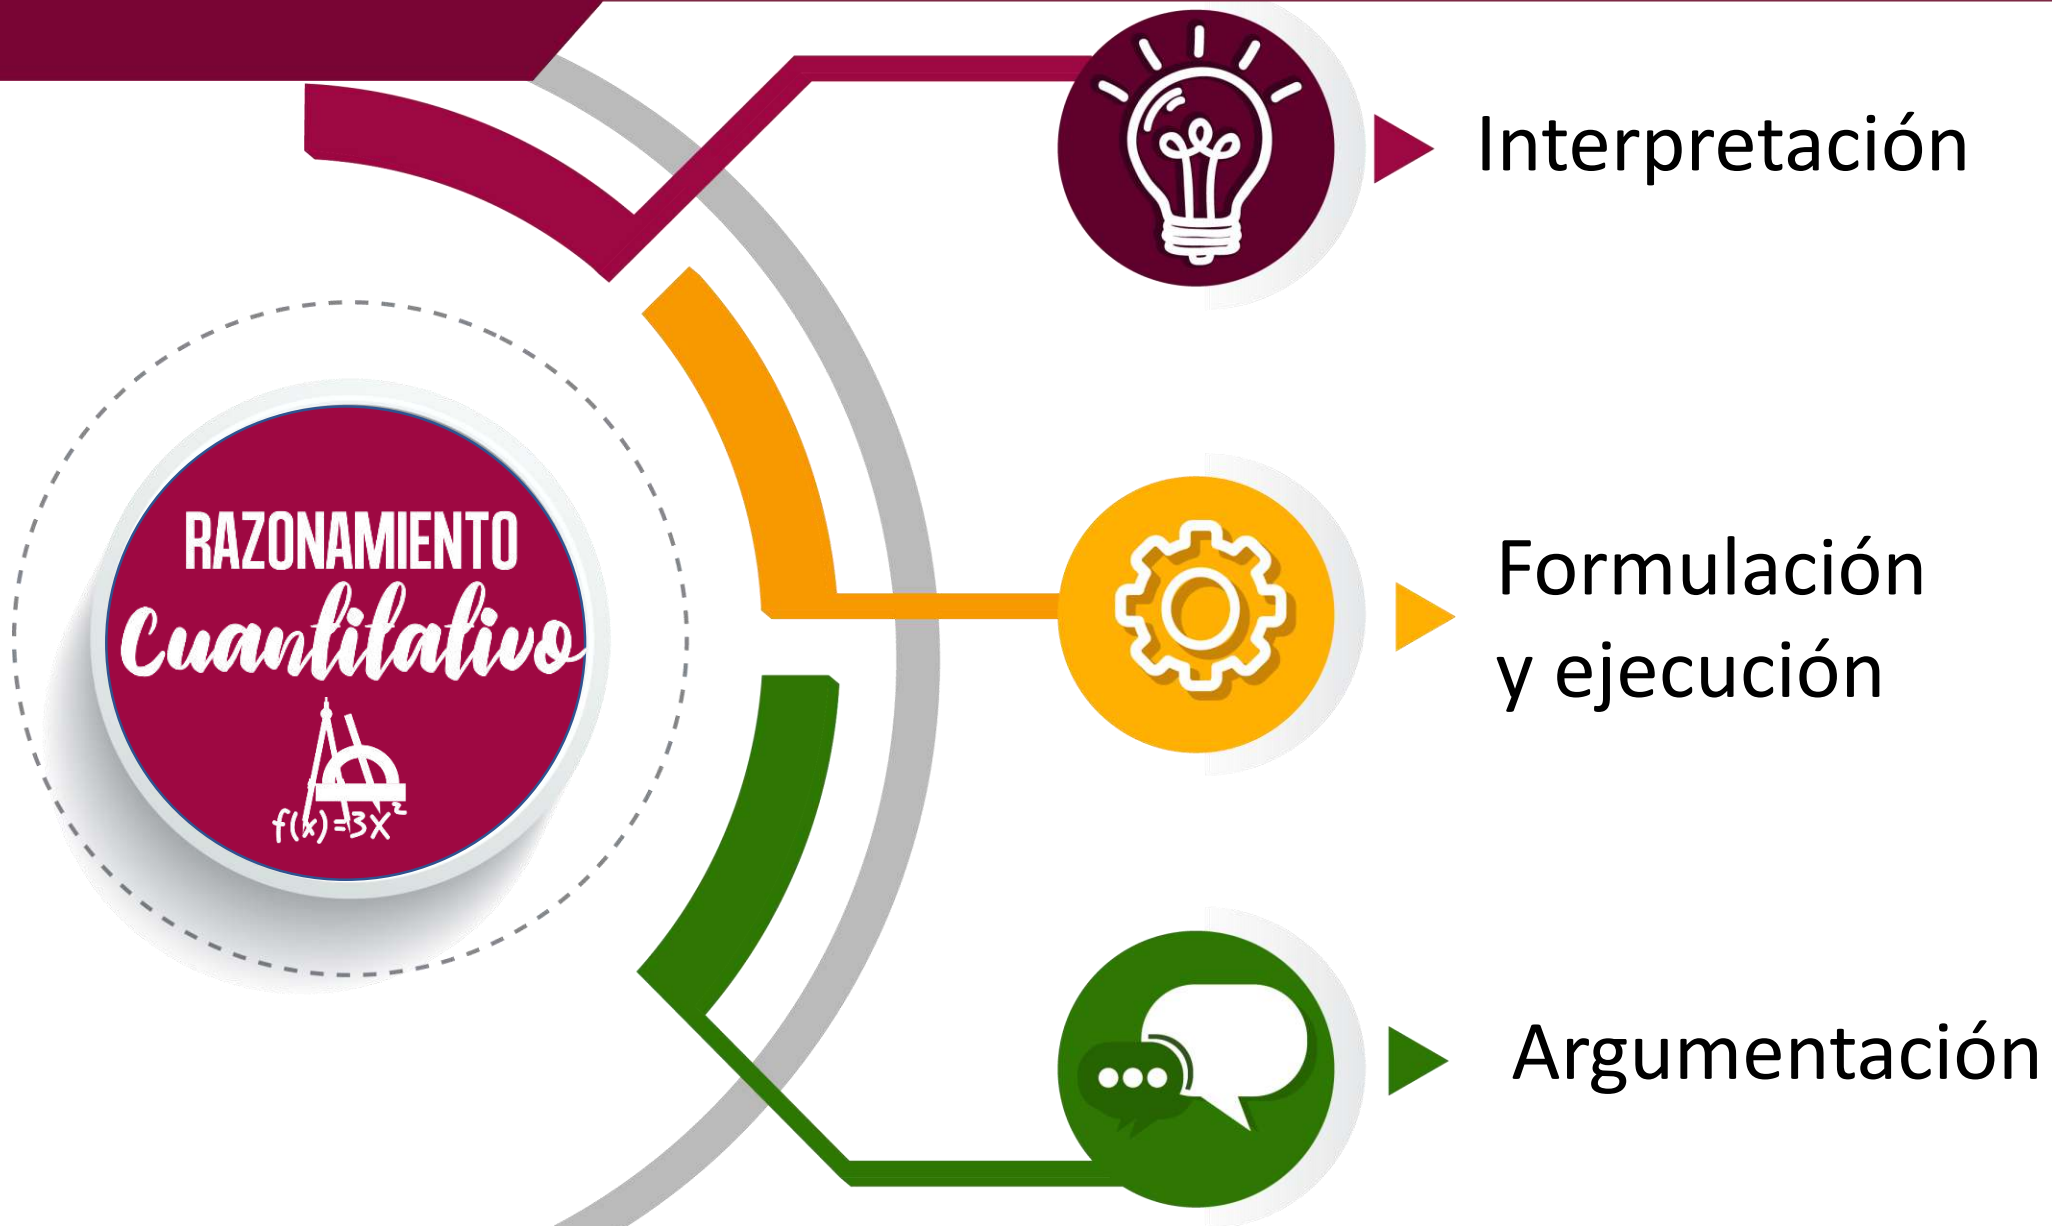 RAZONAMIENTO
Cuantitativo
f(x)=3x²
Interpretación
Formulación
y ejecución
Argumentación